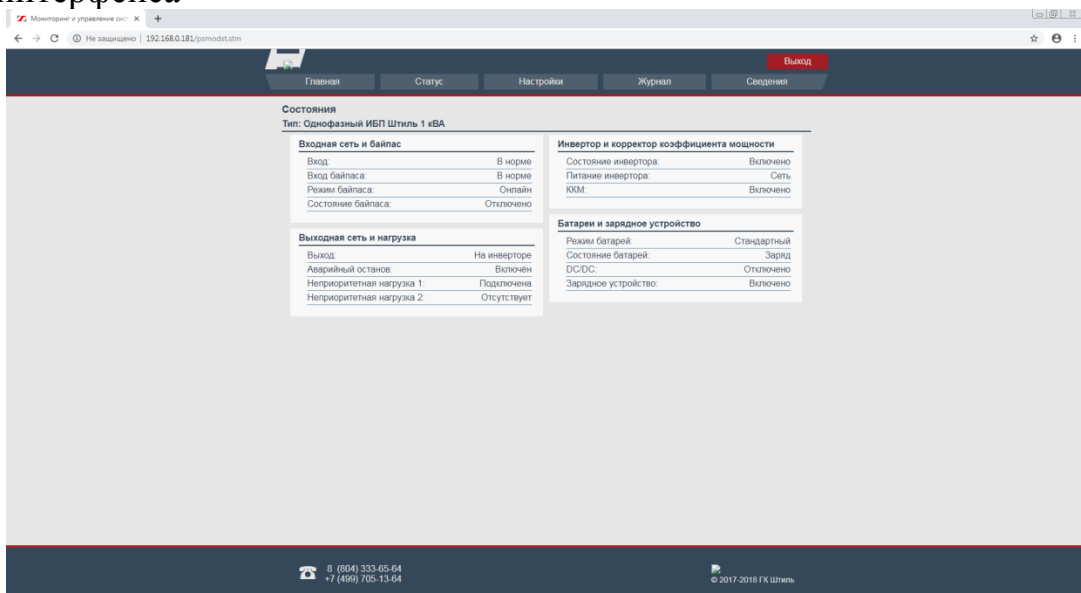 Мониторинг и управление сис
Не защищено | 192.168.0.181/psmodst.stm
Выход
Главная Статус Настройки Журнал Сведения
Состояния
Тип: Однофазный ИБП Штиль 1 кВА
Входная сеть и байпас
Вход: В норме
Вход байпаса: В норме
Режим байпаса: Онлайн
Состояние байпаса: Отключено
Выходная сеть и нагрузка
Выход: На инверторе
Аварийный останов: Включён
Неприоритетная нагрузка 1: Подключена
Неприоритетная нагрузка 2: Отсутствует
Инвертор и корректор коэффициента мощности
Состояние инвертора: Включено
Питание инвертора: Сеть
ККМ: Включено
Батареи и зарядное устройство
Режим батарей: Стандартный
Состояние батарей: Заряд
DC/DC: Отключено
Зарядное устройство: Включено
8 (804) 333-65-64
+7 (499) 705-13-64
© 2017-2018 ГК Штиль